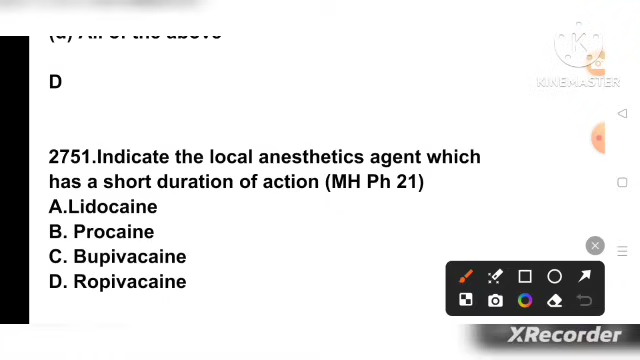 (d) All of the above
D
KINEMASTER
2751.Indicate the local anesthetics agent which
has a short duration of action (MH Ph 21)
A.Lidocaine
B. Procaine
C. Bupivacaine
D. Ropivacaine
XRecorder